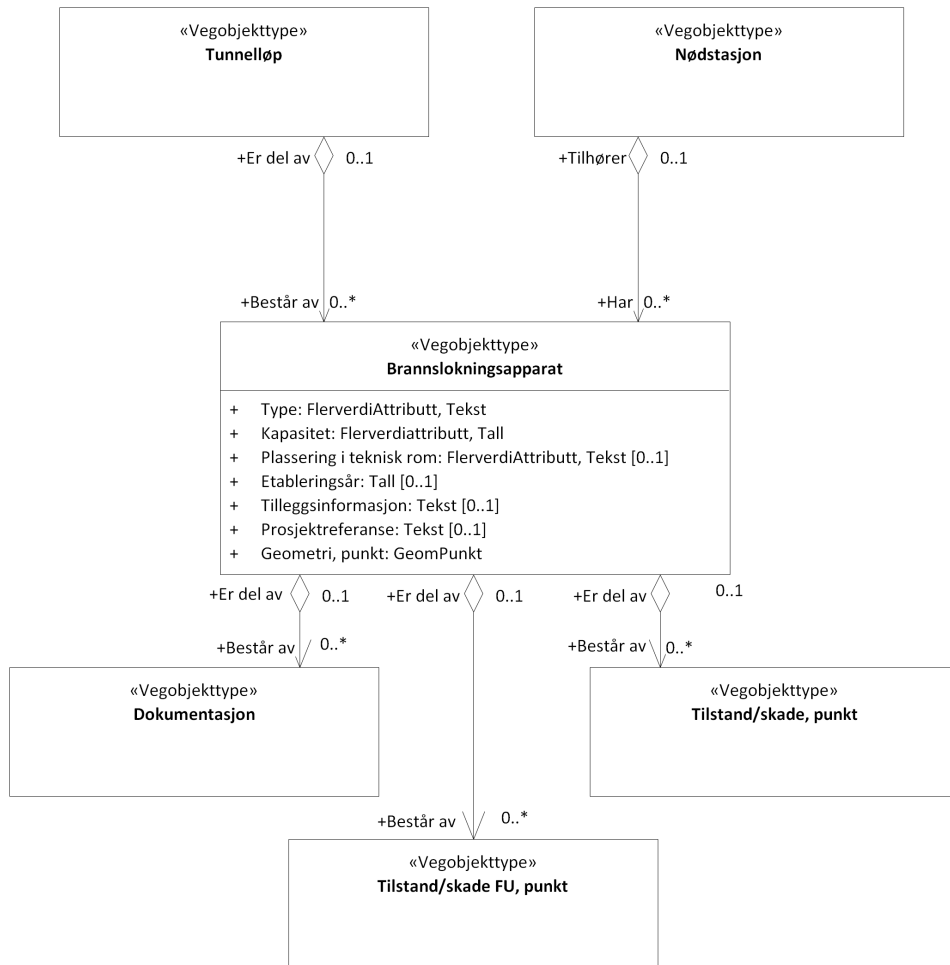 «Vegobjekttype»
Tunnelløp
«Vegobjekttype»
Nødstasjon
+Er del av 0..1
+Tilhører 0..1
+Består av 0..*
+Har 0..*
«Vegobjekttype»
Brannslokningsapparat
+ Type: FlerverdiAttributt, Tekst
+ Kapasitet: Flerverdiattributt, Tall
+ Plassering i teknisk rom: FlerverdiAttributt, Tekst [0..1]
+ Etableringsår: Tall [0..1]
+ Tilleggsinformasjon: Tekst [0..1]
+ Prosjektreferanse: Tekst [0..1]
+ Geometri, punkt: GeomPunkt
+Er del av 0..1
+Er del av 0..1
+Er del av 0..1
+Består av 0..*
+Består av 0..*
«Vegobjekttype»
Dokumentasjon
«Vegobjekttype»
Tilstand/skade, punkt
+Består av 0..*
«Vegobjekttype»
Tilstand/skade FU, punkt